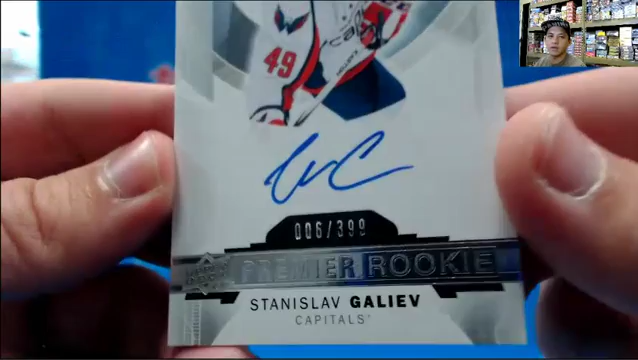 49
006/399
PREMIER ROOKIE
STANISLAV GALIEV
CAPITALS